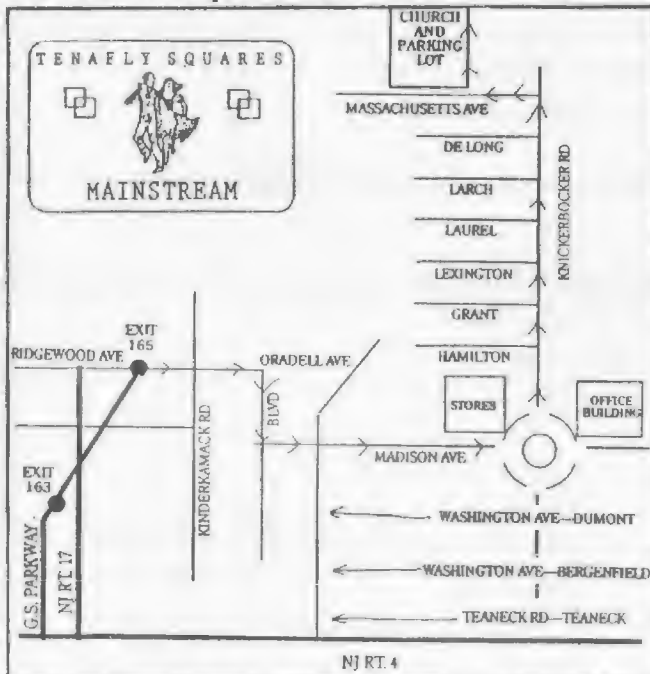 CHURCH
AND
PARKING
LOT
TENAFLY SQUARES
MAINSTREAM
MASSACHUSETTS AVE
DE LONG
LARCH
LAUREL
LEXINGTON
GRANT
HAMILTON
KNICKERBOCKER RD
EXIT
165
RIDGEWOOD AVE
ORADELL AVE
BLVD
KINDERKAMACK RD
STORES
OFFICE
BUILDING
MADISON AVE
EXIT
163
G.S. PARKWAY
NJ RT. 17
WASHINGTON AVE—DUMONT
WASHINGTON AVE—BERGENFIELD
TEANECK RD—TEANECK
NJ RT. 4